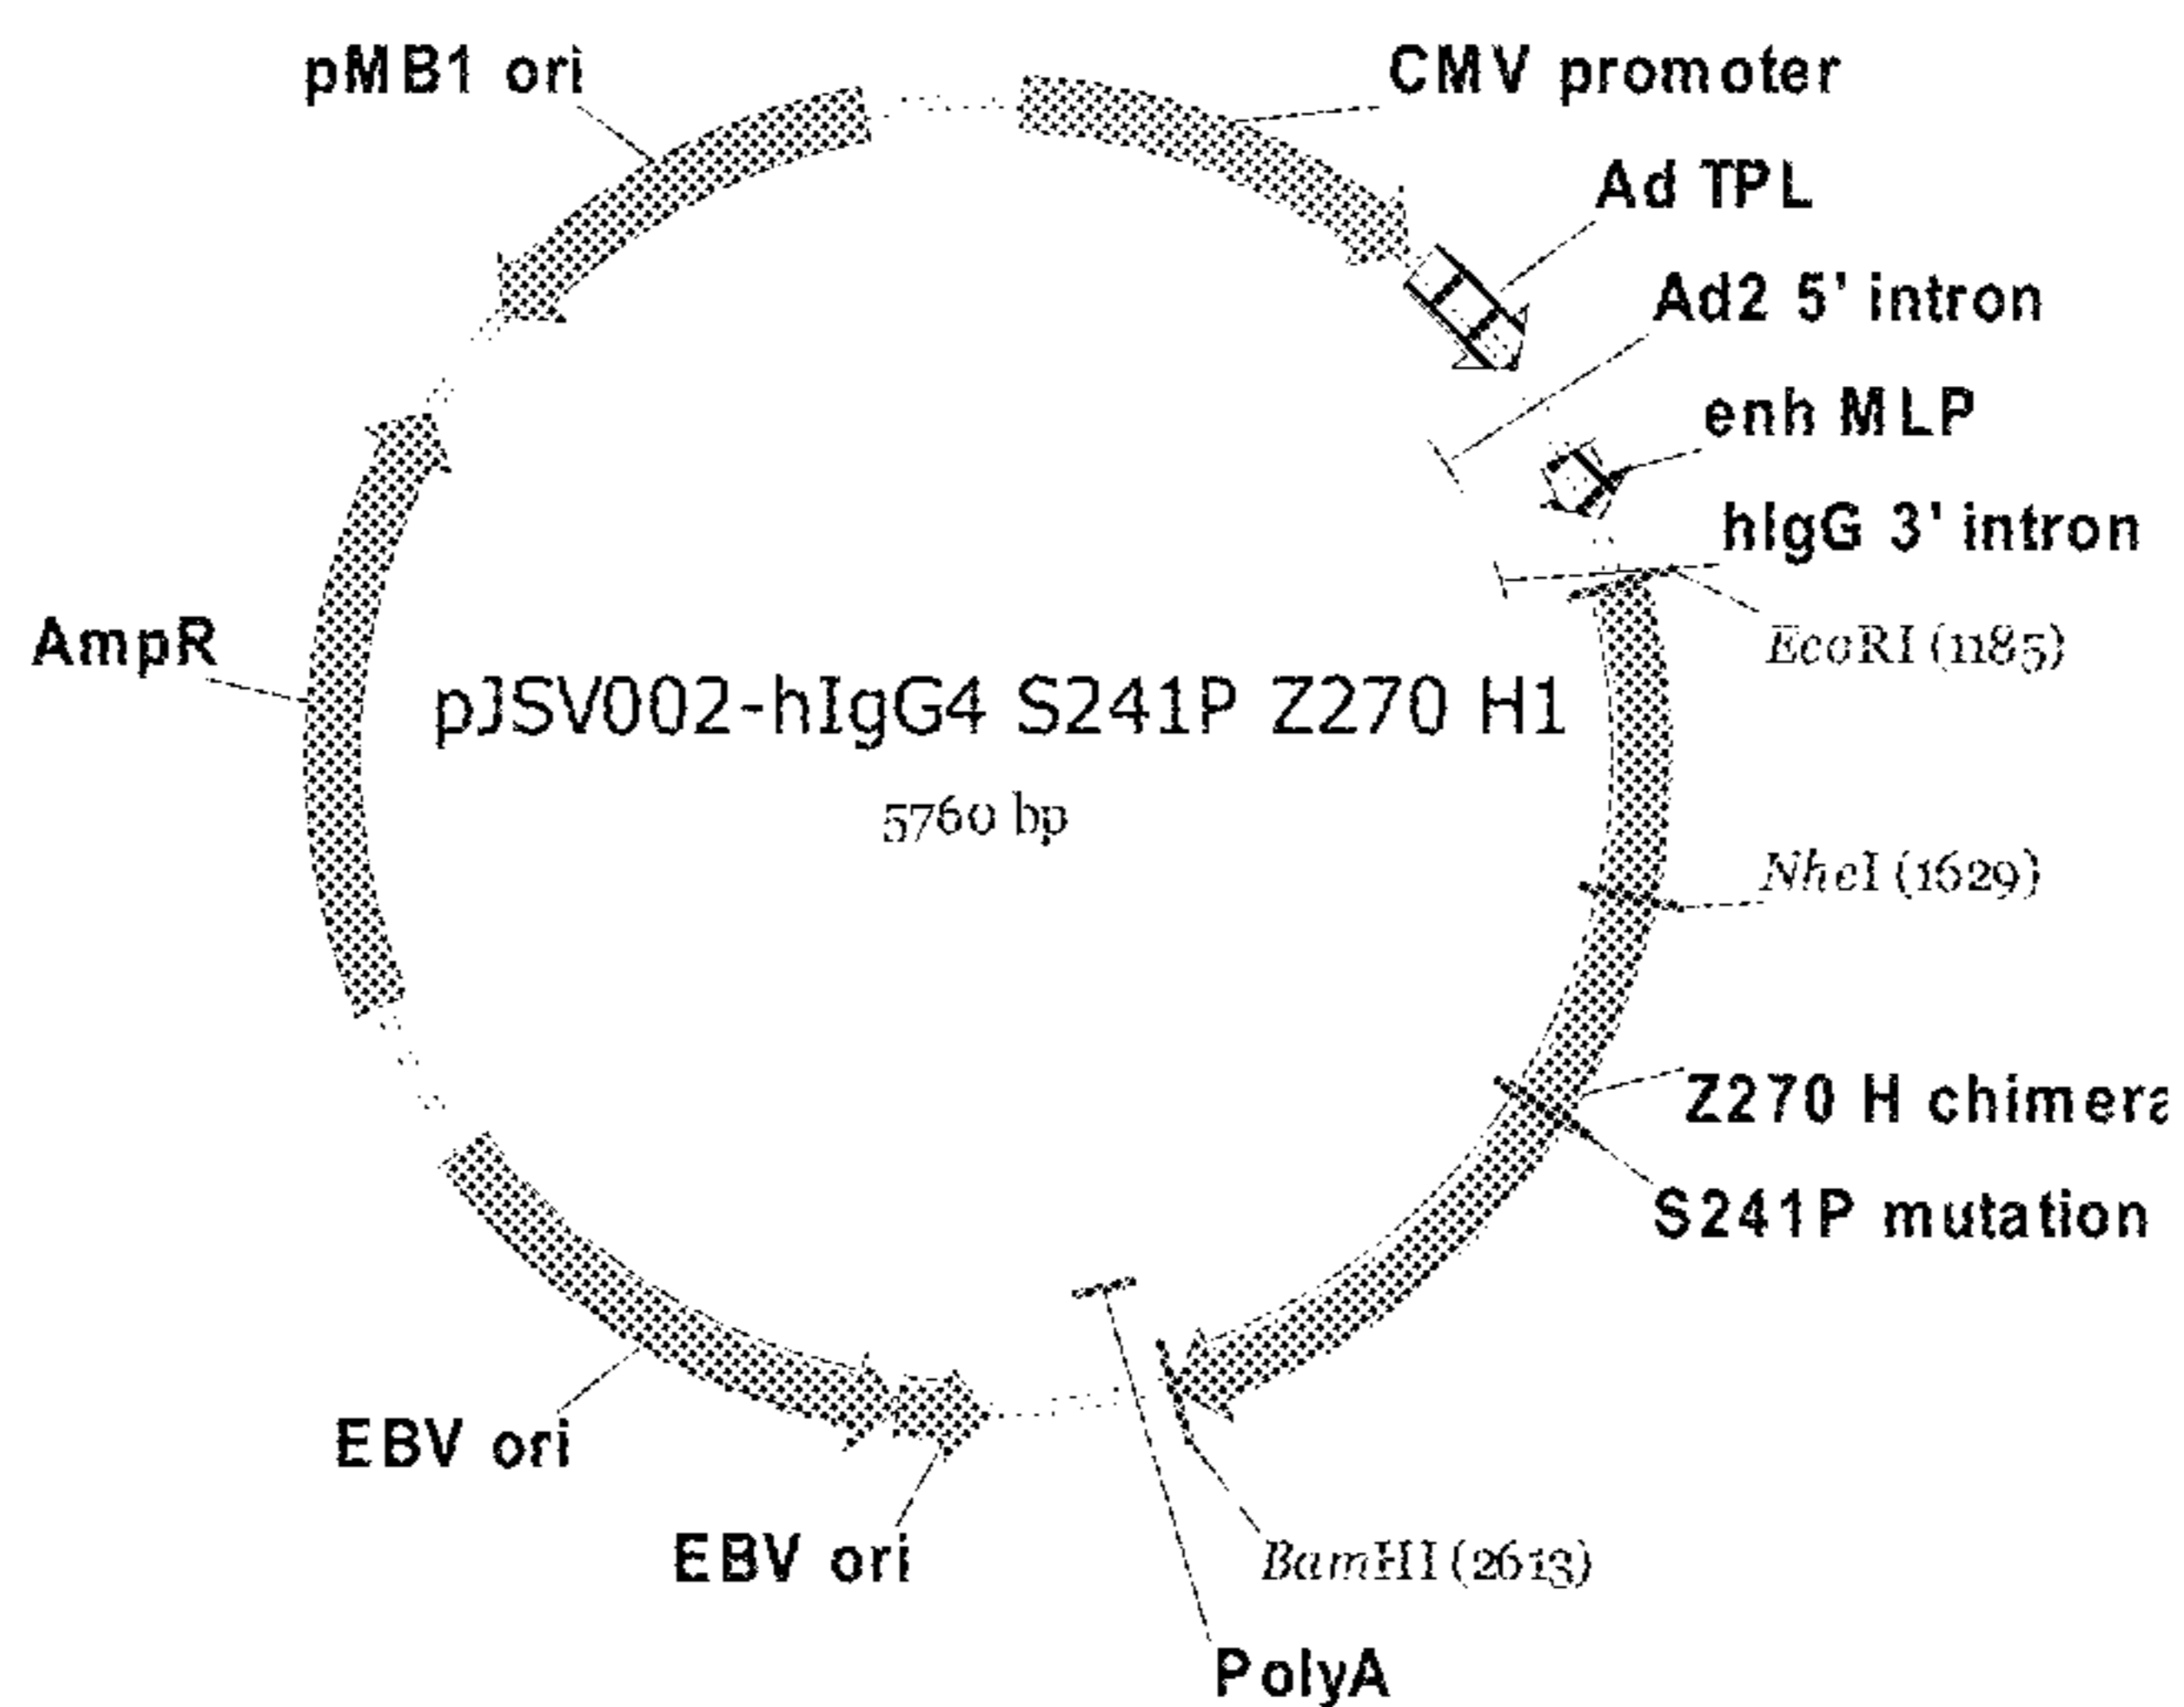 pMB1 ori
CMV promoter
Ad TPL
Ad2 5' intron
enh MLP
hIgG 3' intron
EcoRI (1185)
AmpR
pJSV002-hIgG4 S241P Z270 H1
5760 bp
NheI (1629)
Z270 H chimera
S241P mutation
EBV ori
EBV ori
BamHI (2613)
PolyA